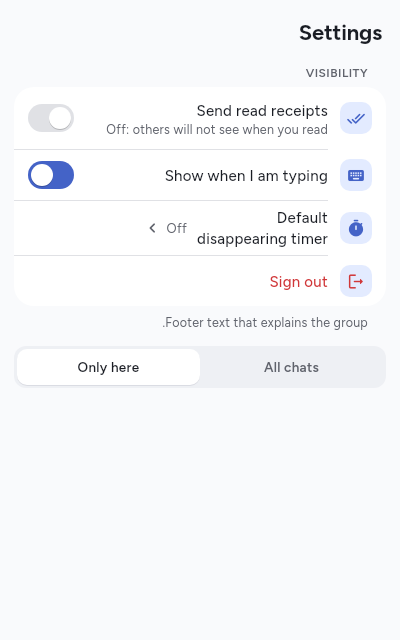 Settings
VISIBILITY
Send read receipts
Off: others will not see when you read
Show when I am typing
Default
disappearing timer
Off
Sign out
.Footer text that explains the group
All chats
Only here